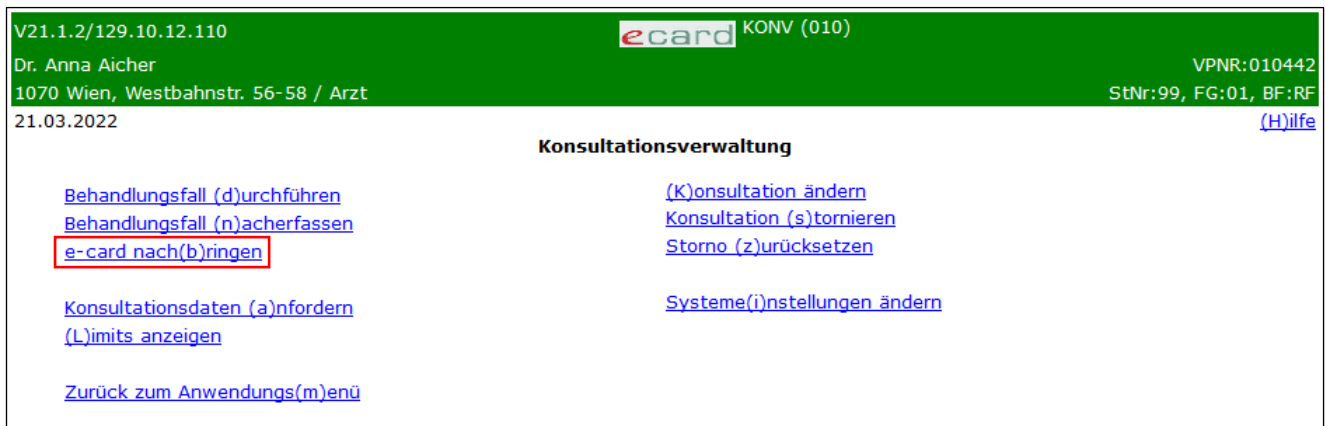 V21.1.2/129.10.12.110
ecard KONV (010)
Dr. Anna Aicher
VPNR:010442
1070 Wien, Westbahnstr. 56-58 / Arzt
StNr:99, FG:01, BF:RF
21.03.2022
(H)ilfe
Konsultationsverwaltung
Behandlungsfall (d)urchführen
Behandlungsfall (n)acherfassen
e-card nach(b)ringen
Konsultationsdaten (a)nfordern
(L)imits anzeigen
Zurück zum Anwendungs(m)enü
(K)onsultation ändern
Konsultation (s)tornieren
Storno (z)urücksetzen
Systeme(i)nstellungen ändern